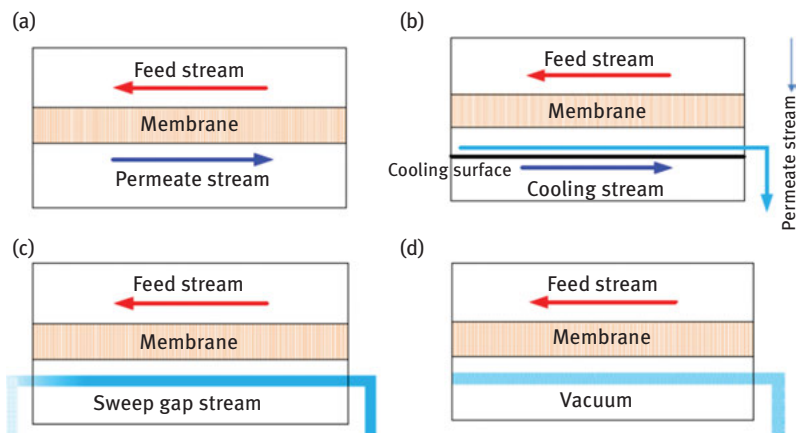 (a)
Feed stream
Membrane
Permeate stream
(b)
Feed stream
Membrane
Cooling surface
Cooling stream
Permeate stream
(c)
Feed stream
Membrane
Sweep gap stream
(d)
Feed stream
Membrane
Vacuum